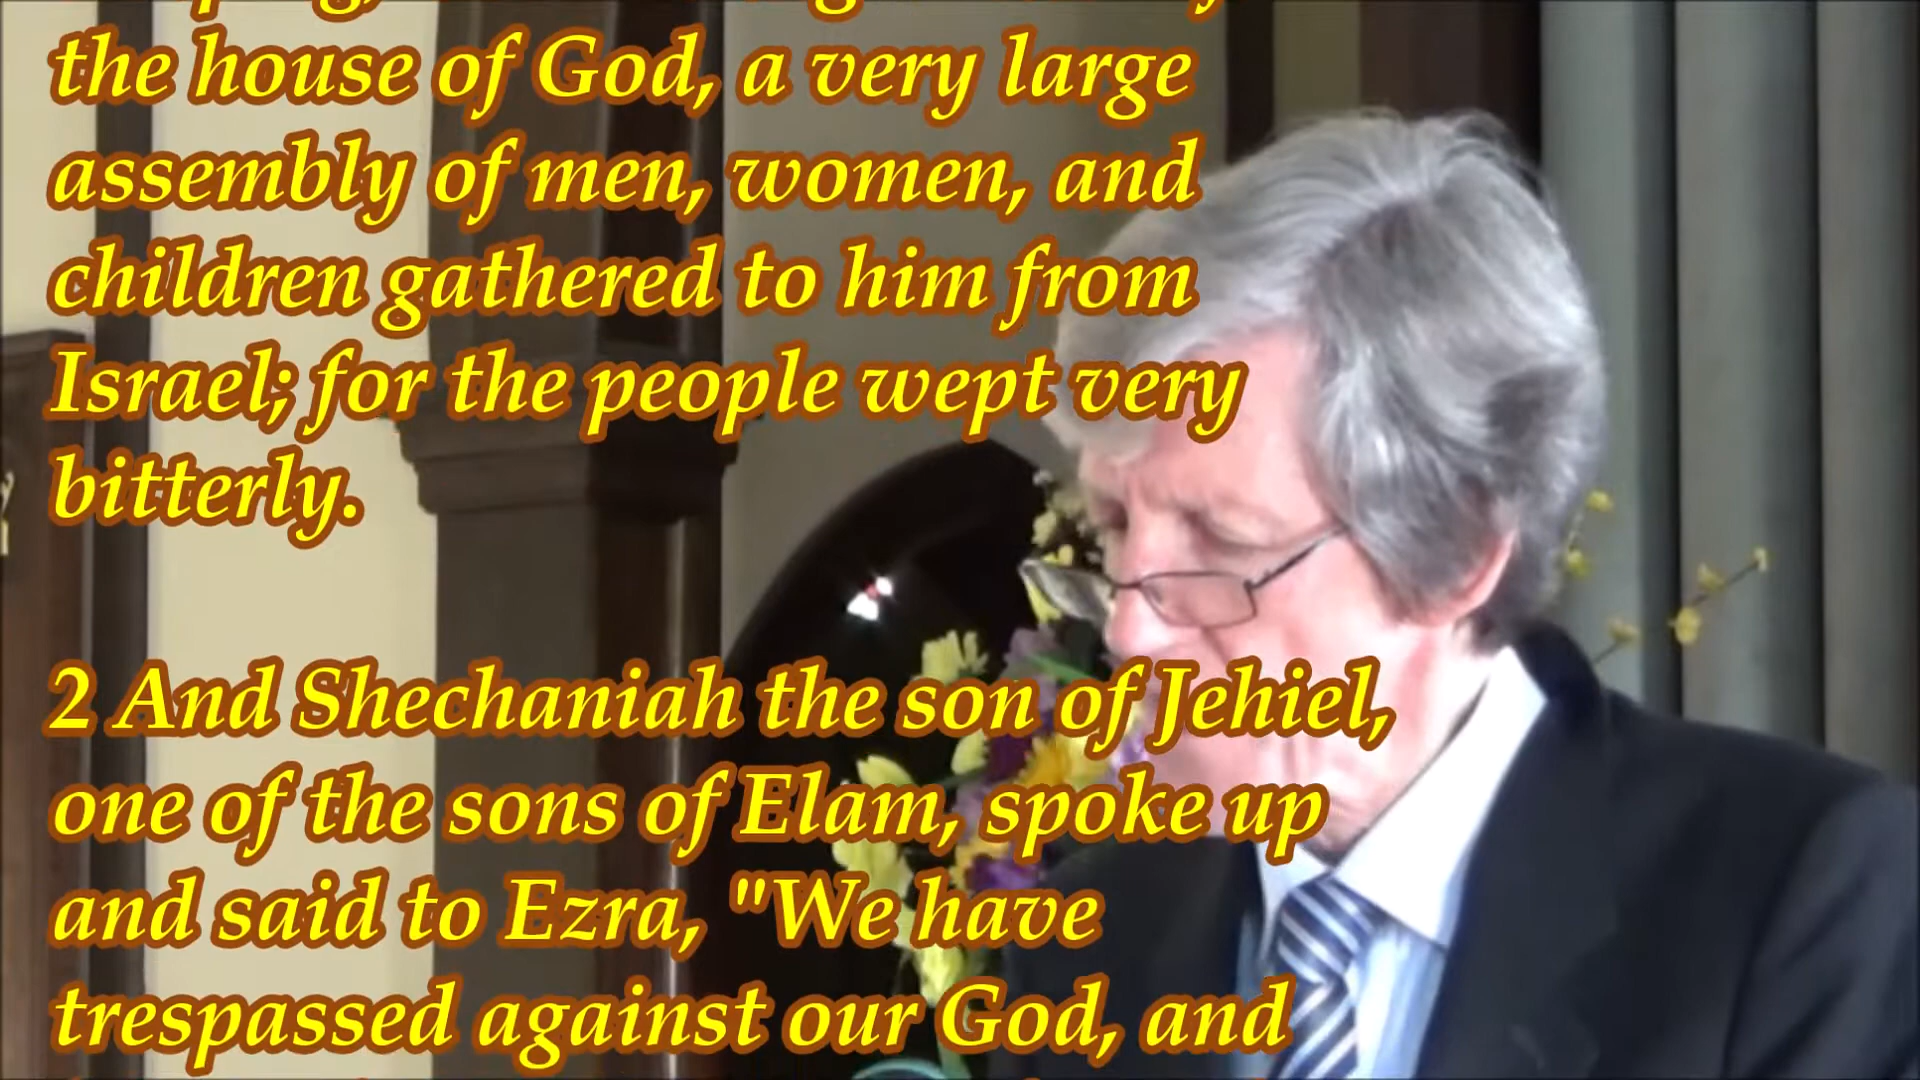 the house of God, a very large
assembly of men, women, and
children gathered to him from
Israel; for the people wept very
bitterly.
2 And Shechaniah the son of Jehiel,
one of the sons of Elam, spoke up
and said to Ezra, "We have
trespassed against our God, and